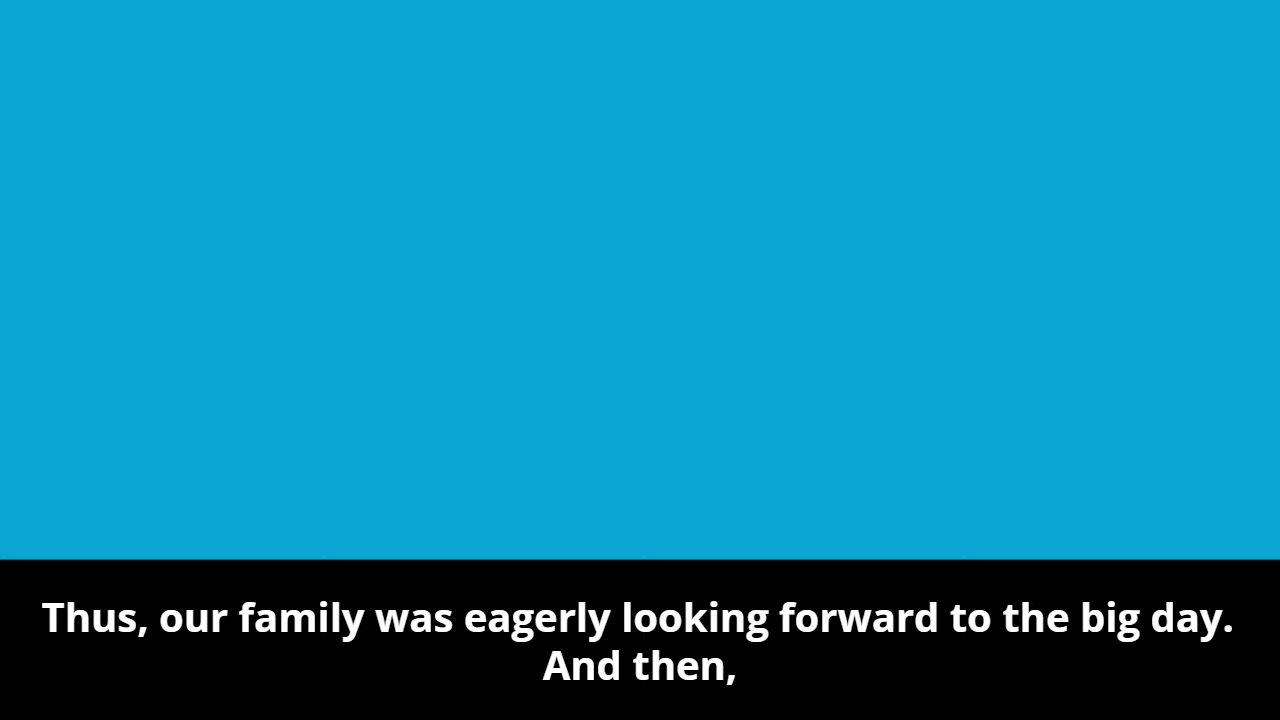 Thus, our family was eagerly looking forward to the big day.
And then,